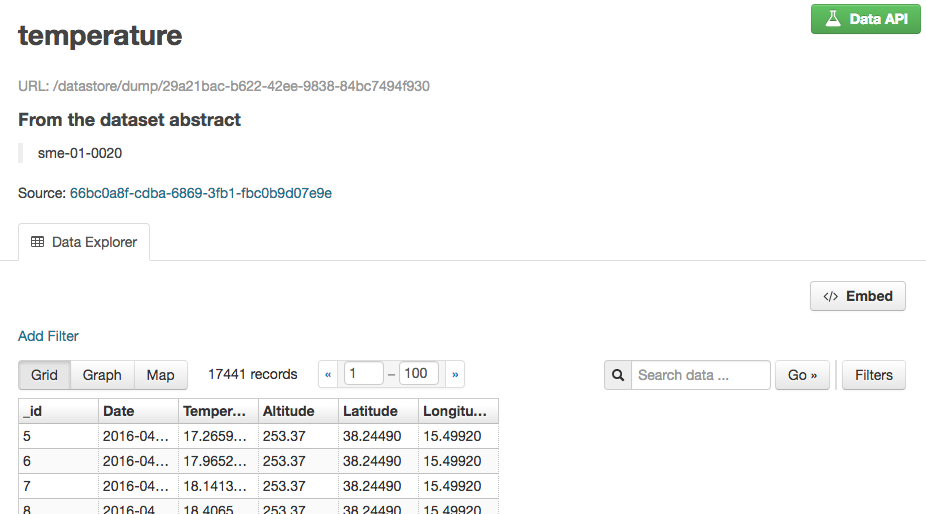 temperature
Data API
URL: /datastore/dump/29a21bac-b622-42ee-9838-84bc7494f930
From the dataset abstract
sme-01-0020
Source: 66bc0a8f-cdba-6869-3fb1-fbc0b9d07e9e
Data Explorer
</> Embed
Add Filter
Grid Graph Map 17441 records « 1 – 100 » Search data ... Go » Filters
_id Date Temper... Altitude Latitude Longitu...
5 2016-04... 17.2659... 253.37 38.24490 15.49920
6 2016-04... 17.9652... 253.37 38.24490 15.49920
7 2016-04... 18.1413... 253.37 38.24490 15.49920
8 2016-04... 18.4065... 253.37 38.24490 15.49920